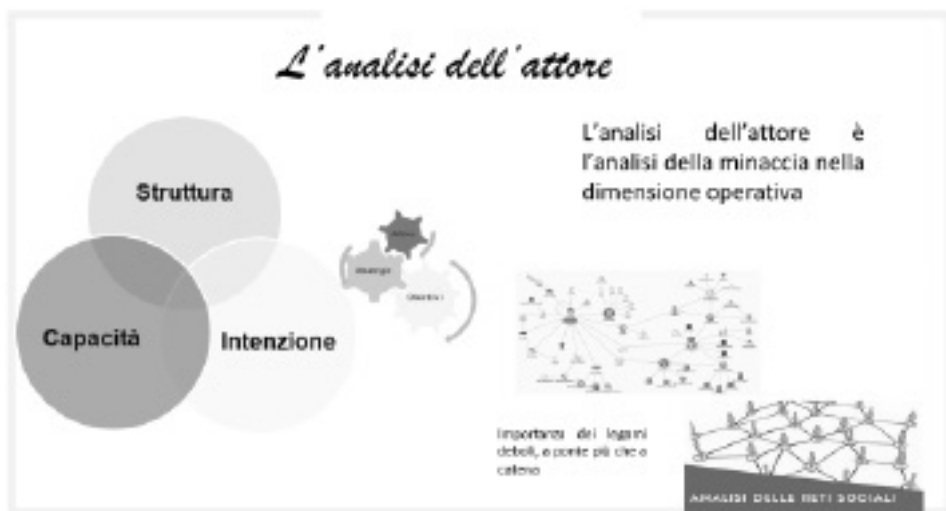 L'analisi dell'attore
L'analisi dell'attore è
l'analisi della minaccia nella
dimensione operativa
Struttura
Capacità
Intenzione
Importanza dei legami
deboli, a ponte più che a
catena
ANALISI DELLE RETI SOCIALI